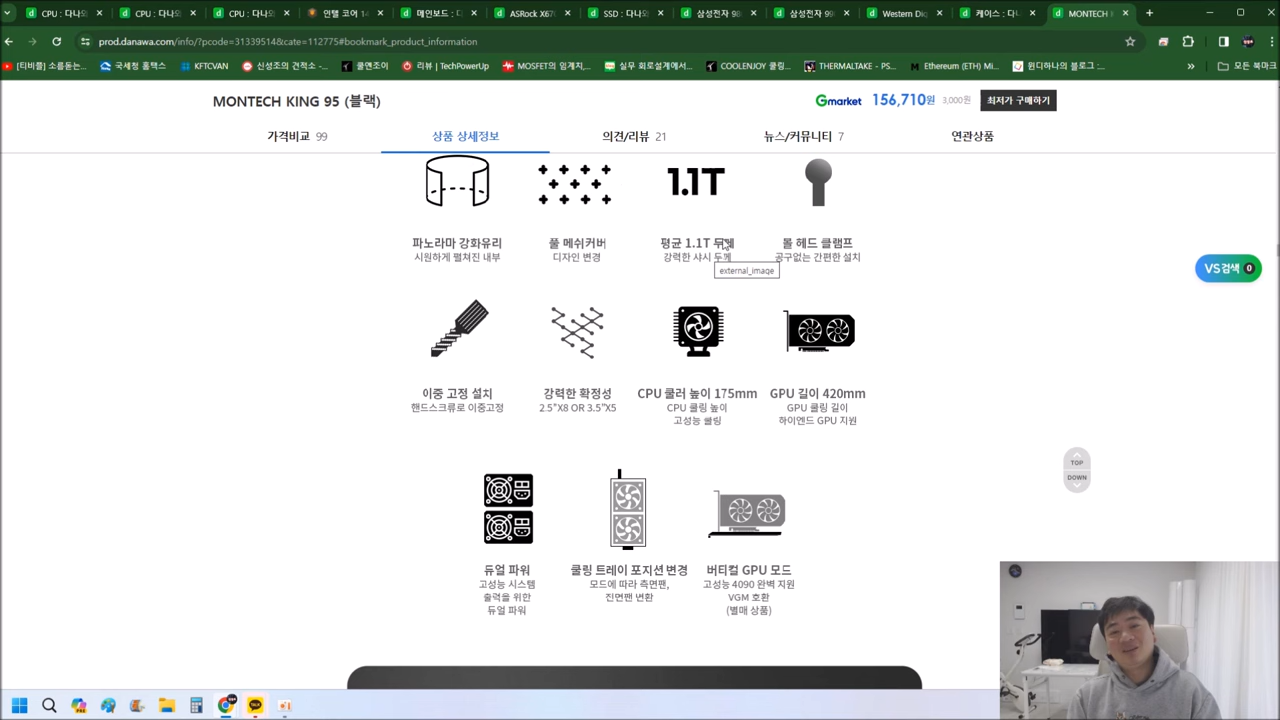 CPU : 다나와
CPU : 다나와
CPU : 다나와
인텔 코어 14
메인보드 : 다
ASRock X670
SSD : 다나와
삼성전자 98
삼성전자 99
Western Dig
케이스 : 다나
MONTECH K
prod.danawa.com/info/?pcode=31339514&cate=112775#bookmark_product_information
[티비플] 소름돋는...
국세청 홈택스
KFTCVAN
신성조의 견적소 -...
쿨엔조이
리뷰 | TechPowerUp
MOSFET의 임계지,...
실무 회로설계에서...
COOLENJOY 쿨링...
THERMALTAKE - PS...
Ethereum (ETH) Mi...
윈디하나의 블로그 :...
»
모든 북마크
MONTECH KING 95 (블랙)
Gmarket 156,710원 3,000원 최저가 구매하기
가격비교 99
상품 상세정보
의견/리뷰 21
뉴스/커뮤니티 7
연관상품
1.1T
파노라마 강화유리
시원하게 펼쳐진 내부
풀 메쉬커버
디자인 변경
평균 1.1T 두께
강력한 샤시 두께
볼 헤드 클램프
공구없는 간편한 설치
external_image
VS검색 0
이중 고정 설치
핸드스크류로 이중고정
강력한 확정성
2.5"X8 OR 3.5"X5
CPU 쿨러 높이 175mm
CPU 쿨링 높이
고성능 쿨링
GPU 길이 420mm
GPU 쿨링 길이
하이엔드 GPU 지원
TOP
DOWN
듀얼 파워
고성능 시스템
출력을 위한
듀얼 파워
쿨링 트레이 포지션 변경
모드에 따라 측면팬,
전면팬 변환
버티컬 GPU 모드
고성능 4090 완벽 지원
VGM 호환
(별매 상품)